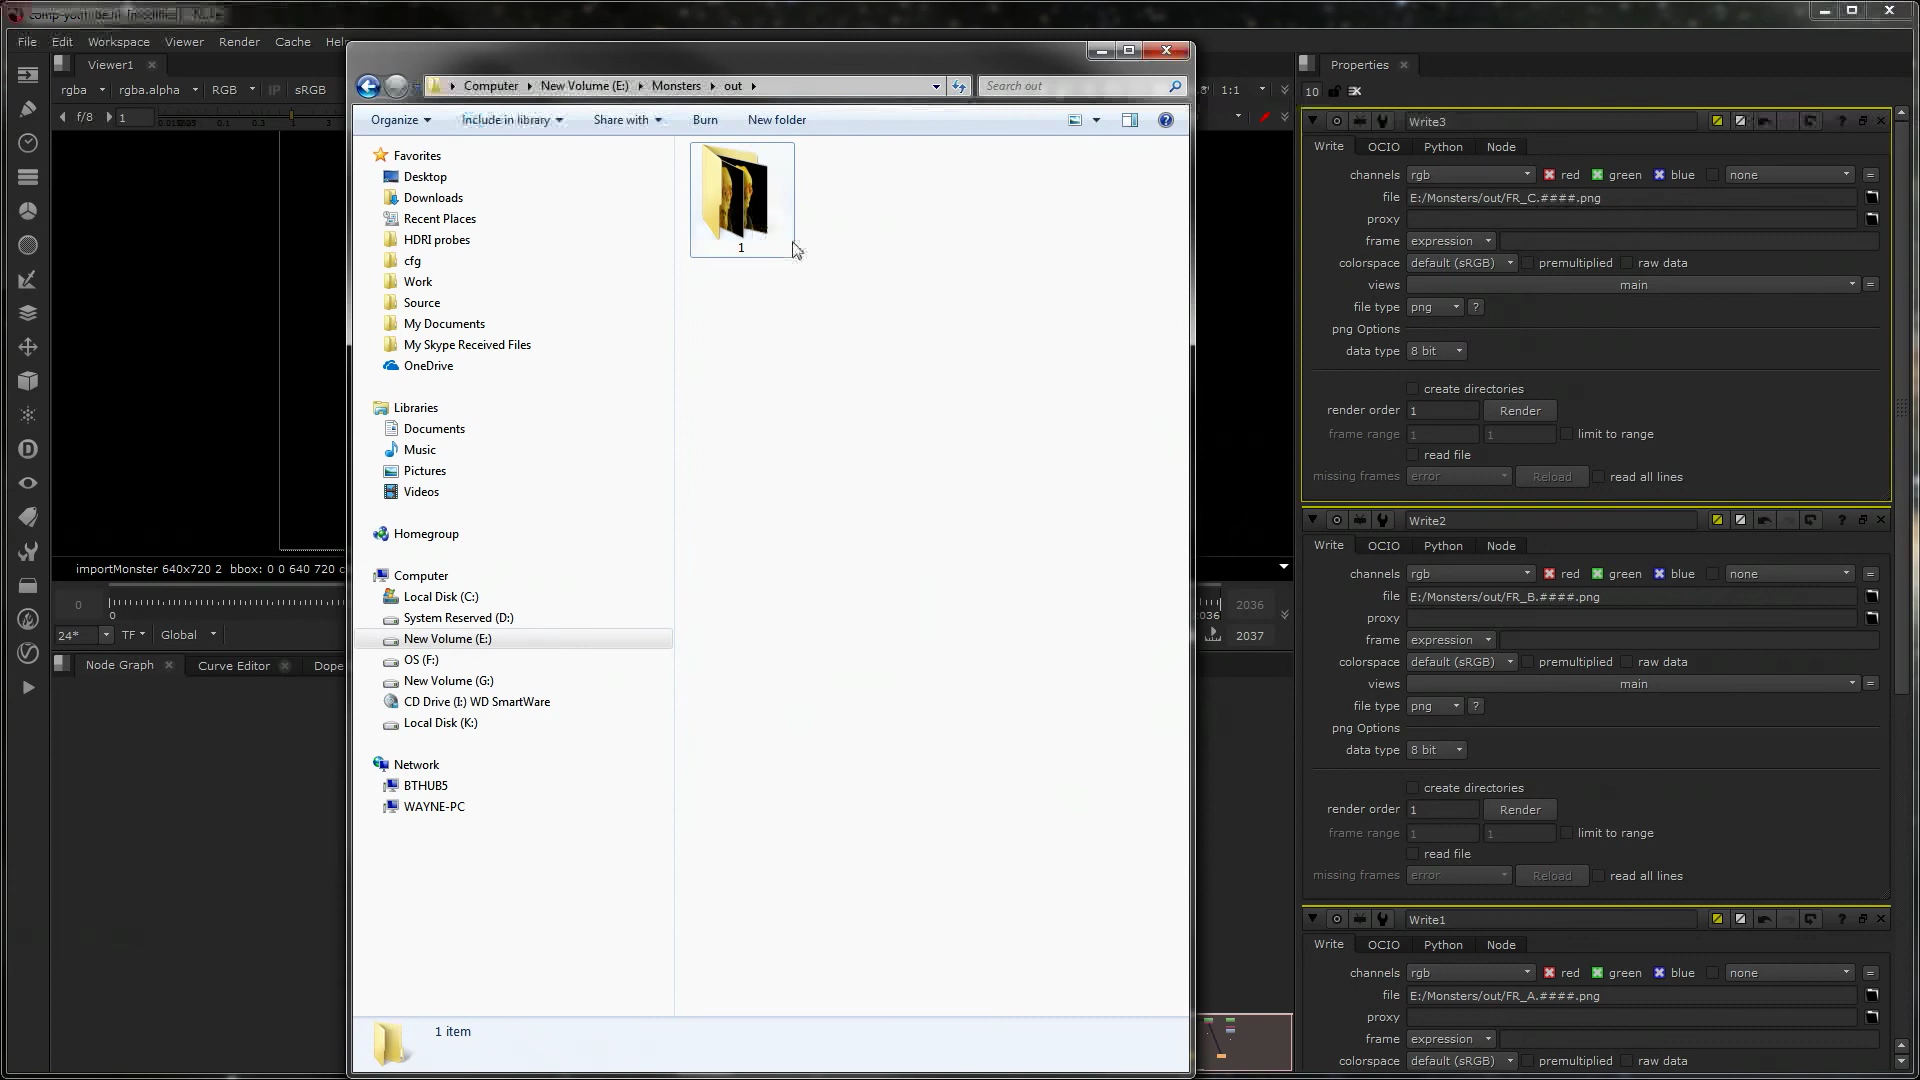 File Edit Workspace Viewer Render Cache Help
Viewer1
rgba rgba.alpha RGB IP sRGB
f/8 1
Computer New Volume (E:) Monsters out
Search out
Organize Include in library Share with Burn New folder
Favorites
Desktop
Downloads
Recent Places
HDRI probes
cfg
Work
Source
My Documents
My Skype Received Files
OneDrive
Libraries
Documents
Music
Pictures
Videos
Homegroup
Computer
Local Disk (C:)
System Reserved (D:)
New Volume (E:)
OS (F:)
New Volume (G:)
CD Drive (I:) WD SmartWare
Local Disk (K:)
Network
BTHUB5
WAYNE-PC
1
1 item
importMonster 640x720 2 bbox: 0 0 640 720 c
0
0
24* TF Global
Node Graph Curve Editor Dope
1:1
2036
2037
Properties
10
Write3
Write OCIO Python Node
channels rgb red green blue none =
file E:/Monsters/out/FR_C.####.png
proxy
frame expression
colorspace default (sRGB) premultiplied raw data
views main =
file type png ?
png Options
data type 8 bit
create directories
render order 1 Render
frame range 1 1 limit to range
read file
missing frames error Reload read all lines
Write2
Write OCIO Python Node
channels rgb red green blue none =
file E:/Monsters/out/FR_B.####.png
proxy
frame expression
colorspace default (sRGB) premultiplied raw data
views main =
file type png ?
png Options
data type 8 bit
create directories
render order 1 Render
frame range 1 1 limit to range
read file
missing frames error Reload read all lines
Write1
Write OCIO Python Node
channels rgb red green blue none =
file E:/Monsters/out/FR_A.####.png
proxy
frame expression
colorspace default (sRGB) premultiplied raw data